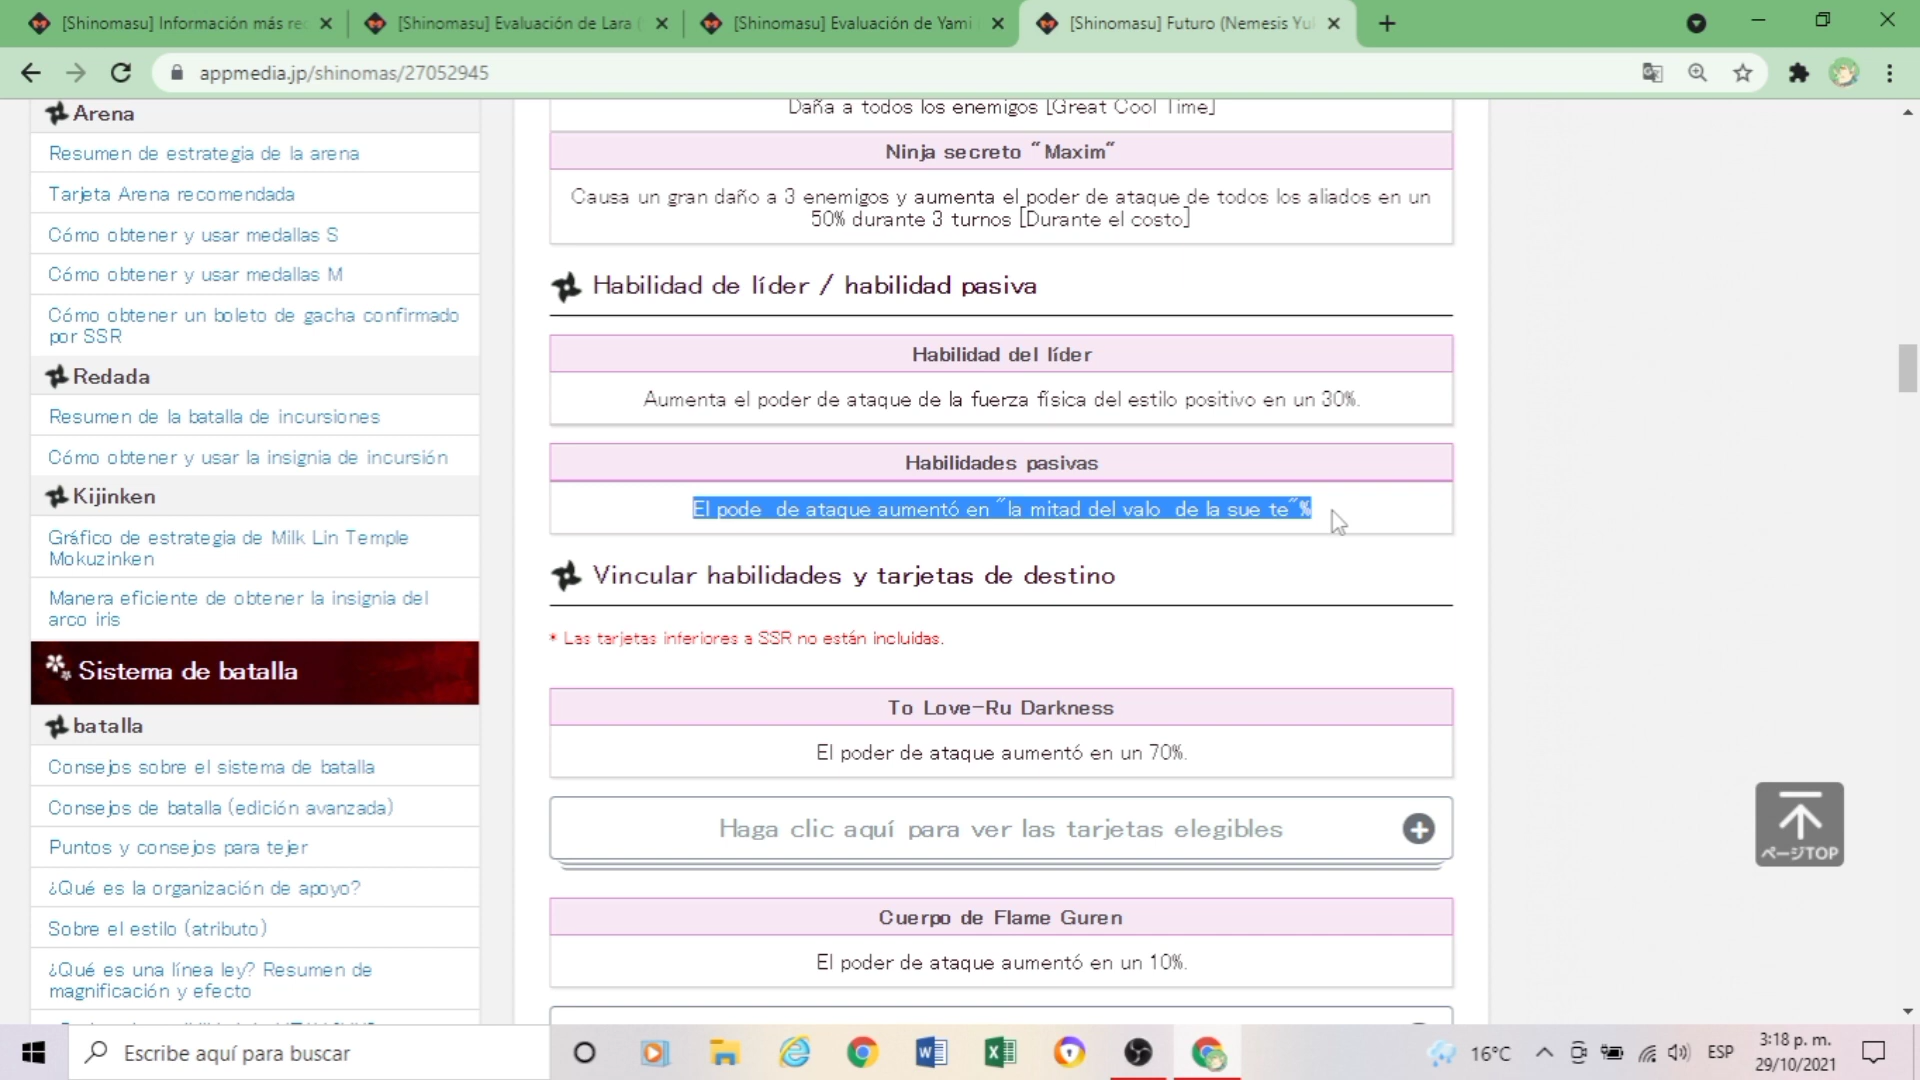 [Shinomasu] Información más re
[Shinomasu] Evaluación de Lara (
[Shinomasu] Evaluación de Yami
[Shinomasu] Futuro (Nemesis Yu
appmedia.jp/shinomas/27052945
Arena
Resumen de estrategia de la arena
Tarjeta Arena recomendada
Cómo obtener y usar medallas S
Cómo obtener y usar medallas M
Cómo obtener un boleto de gacha confirmado
por SSR
Redada
Resumen de la batalla de incursiones
Cómo obtener y usar la insignia de incursión
Kijinken
Gráfico de estrategia de Milk Lin Temple
Mokuzinken
Manera eficiente de obtener la insignia del
arco iris
Sistema de batalla
batalla
Consejos sobre el sistema de batalla
Consejos de batalla (edición avanzada)
Puntos y consejos para tejer
¿Qué es la organización de apoyo?
Sobre el estilo (atributo)
¿Qué es una línea ley? Resumen de
magnificación y efecto
Daña a todos los enemigos [Great Cool Time]
Ninja secreto "Maxim"
Causa un gran daño a 3 enemigos y aumenta el poder de ataque de todos los aliados en un
50% durante 3 turnos [Durante el costo]
Habilidad de líder / habilidad pasiva
Habilidad del líder
Aumenta el poder de ataque de la fuerza física del estilo positivo en un 30%.
Habilidades pasivas
El pode de ataque aumentó en "la mitad del valo de la sue te"%
Vincular habilidades y tarjetas de destino
* Las tarjetas inferiores a SSR no están incluidas.
To Love-Ru Darkness
El poder de ataque aumentó en un 70%.
Haga clic aquí para ver las tarjetas elegibles
Cuerpo de Flame Guren
El poder de ataque aumentó en un 10%.
ページTOP
Escribe aquí para buscar
16°C
ESP
3:18 p. m.
29/10/2021